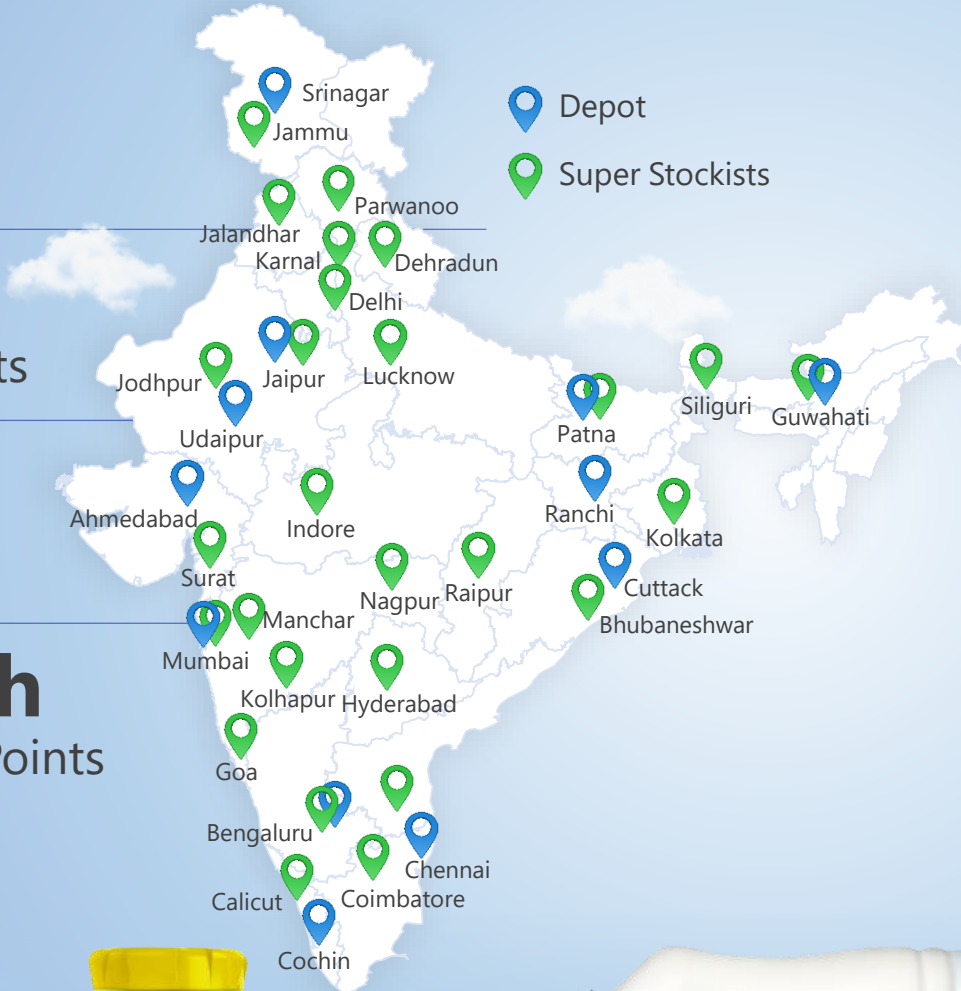 Srinagar
Depot
Jammu
Super Stockists
Parwanoo
Jalandhar
Karnal
Dehradun
Delhi
ts
Jodhpur
Jaipur
Lucknow
Siliguri
Guwahati
Udaipur
Patna
Ahmedabad
Indore
Ranchi
Kolkata
Surat
Nagpur
Raipur
Cuttack
Manchar
Bhubaneshwar
Mumbai
h
Kolhapur
Hyderabad
Points
Goa
Bengaluru
Chennai
Calicut
Coimbatore
Cochin